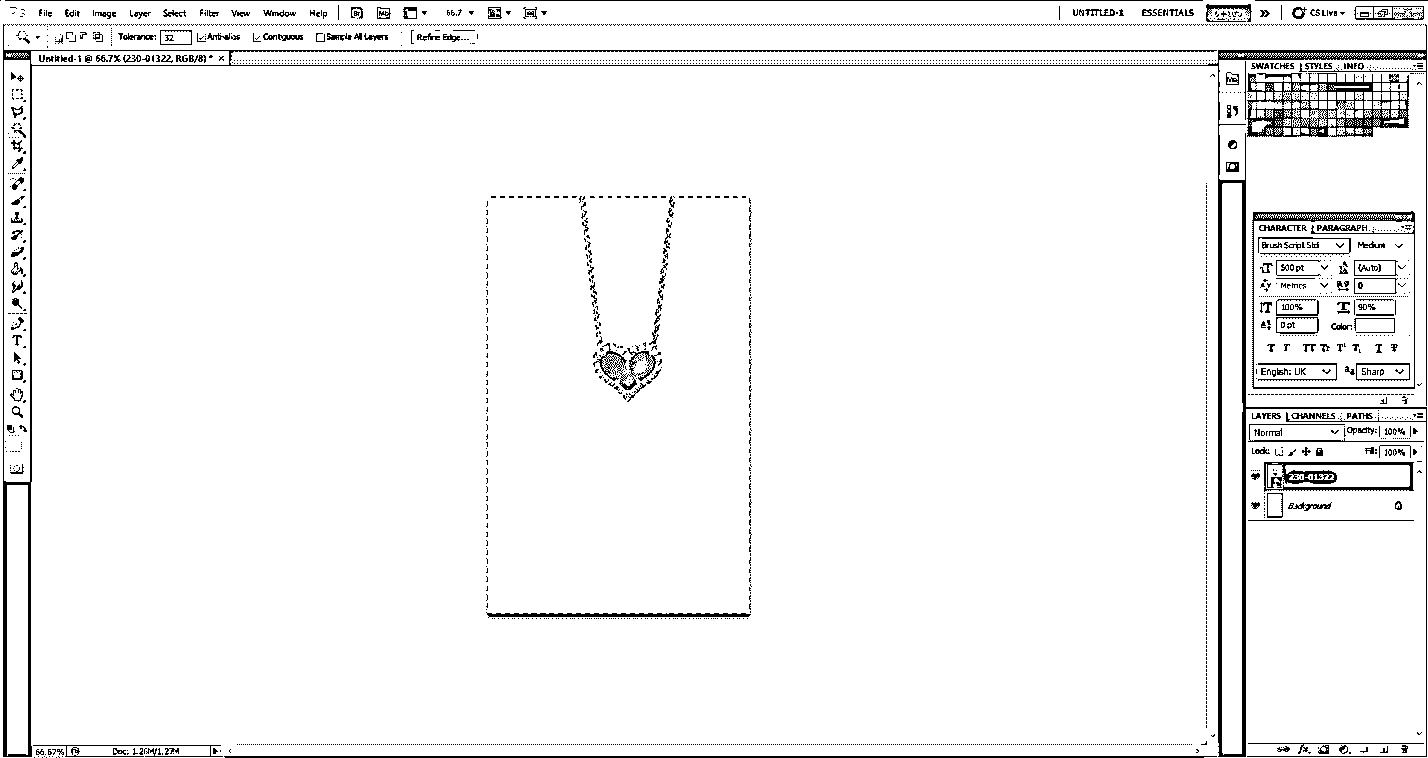 File Edit Image Layer Select Filter View Window Help Br Mb 66.7 UNTITLED-1 ESSENTIALS CS Live
Tolerance: 32 Anti-alias Contiguous Sample All Layers Refine Edge...
Untitled-1 @ 66.7% (230-01322, RGB/8) * ×
SWATCHES STYLES INFO
CHARACTER PARAGRAPH
Brush Script Std Medium
500 pt (Auto)
Metrics 0
100% 90%
0 pt Color:
T T TT Tr T¹ T₁ T T
English: UK aa Sharp
LAYERS CHANNELS PATHS
Normal Opacity: 100%
Lock: Fill: 100%
230-01322
Background
66.67% Doc: 1.26M/1.27M